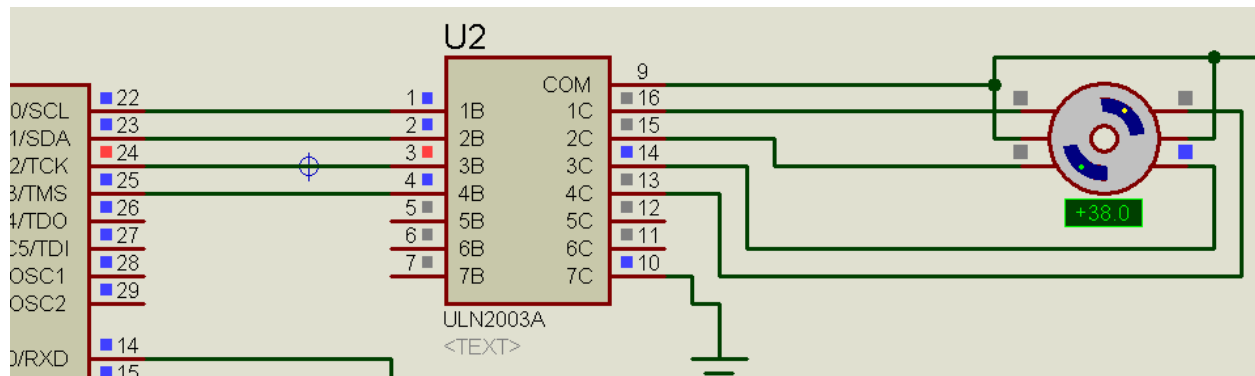 U2
0/SCL 22 1 1B COM 9
1/SDA 23 2 2B 1C 16
2/TCK 24 3 3B 2C 15
3/TMS 25 4 4B 3C 14
4/TDO 26 5 5B 4C 13
C5/TDI 27 6 6B 5C 12
OSC1 28 7 7B 6C 11
OSC2 29 7C 10
+38.0
ULN2003A
<TEXT>
0/RXD 14
15